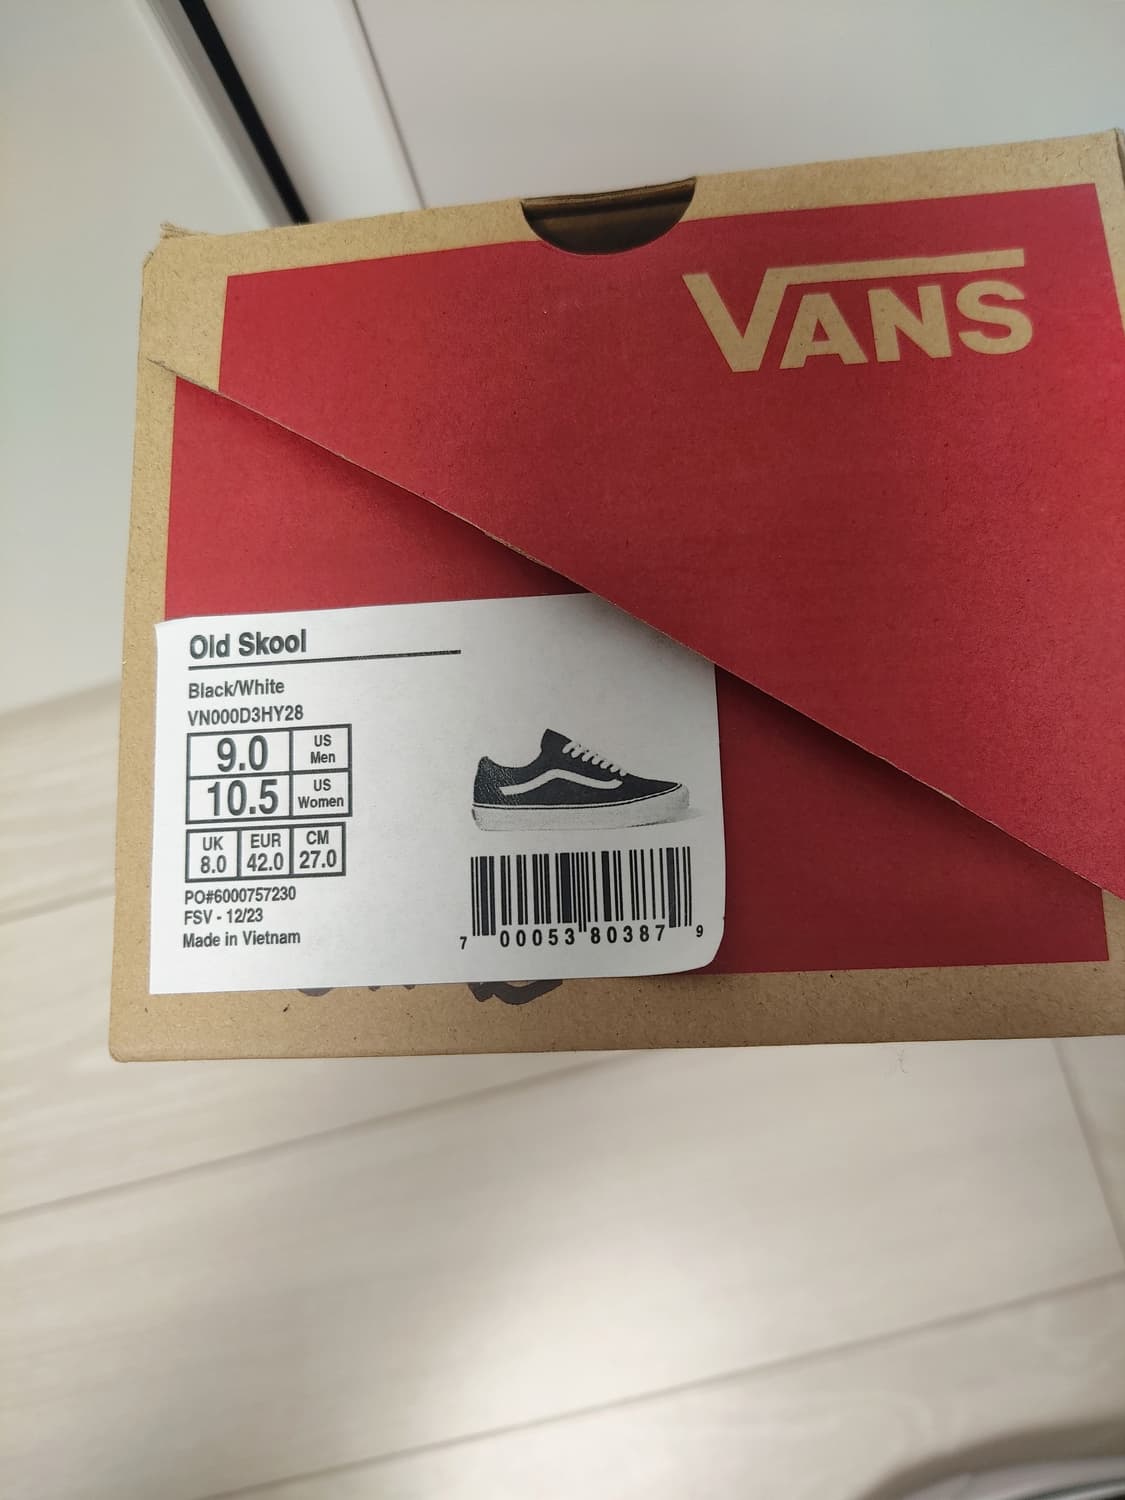 VANS
Old Skool
Black/White
VN000D3HY28
9.0 US Men
10.5 US Women
UK EUR CM
8.0 42.0 27.0
PO#6000757230
FSV - 12/23
Made in Vietnam
7 00053 80387 9